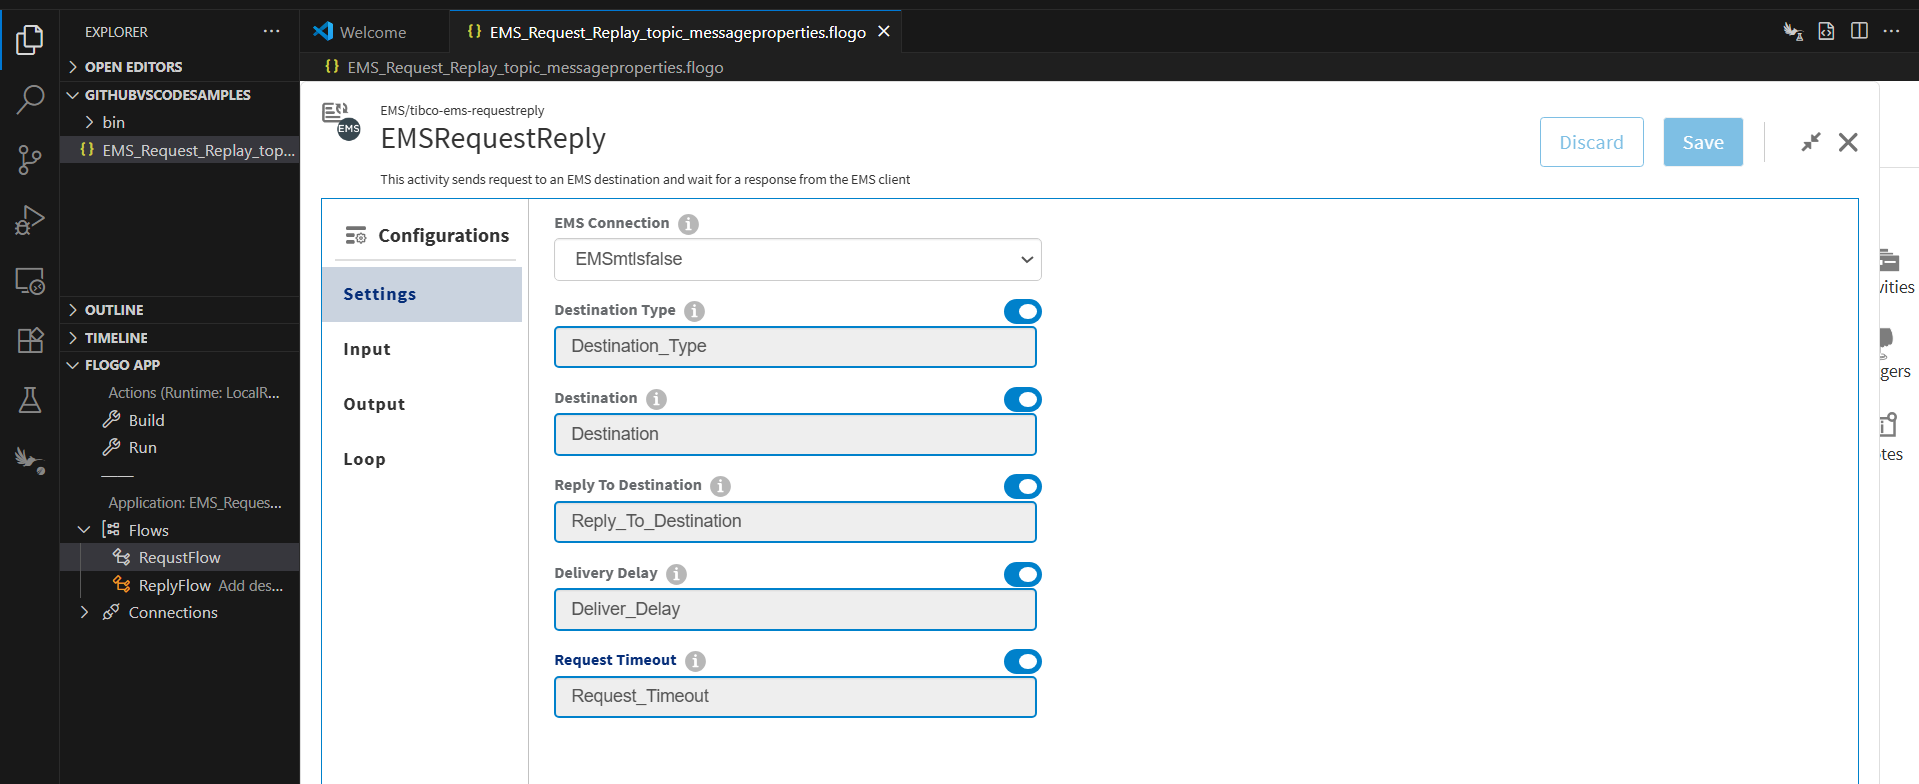 EXPLORER
OPEN EDITORS
GITHUBVSCODESAMPLES
bin
EMS_Request_Replay_top...
OUTLINE
TIMELINE
FLOGO APP
Actions (Runtime: LocalR...
Build
Run
Application: EMS_Reques...
Flows
RequstFlow
ReplyFlow Add des...
Connections
Welcome
EMS_Request_Replay_topic_messageproperties.flogo
EMS_Request_Replay_topic_messageproperties.flogo
EMS
EMS/tibco-ems-requestreply
EMSRequestReply
This activity sends request to an EMS destination and wait for a response from the EMS client
Discard
Save
Configurations
Settings
Input
Output
Loop
EMS Connection
EMSmtlsfalse
Destination Type
Destination_Type
Destination
Destination
Reply To Destination
Reply_To_Destination
Delivery Delay
Deliver_Delay
Request Timeout
Request_Timeout
vities
gers
tes